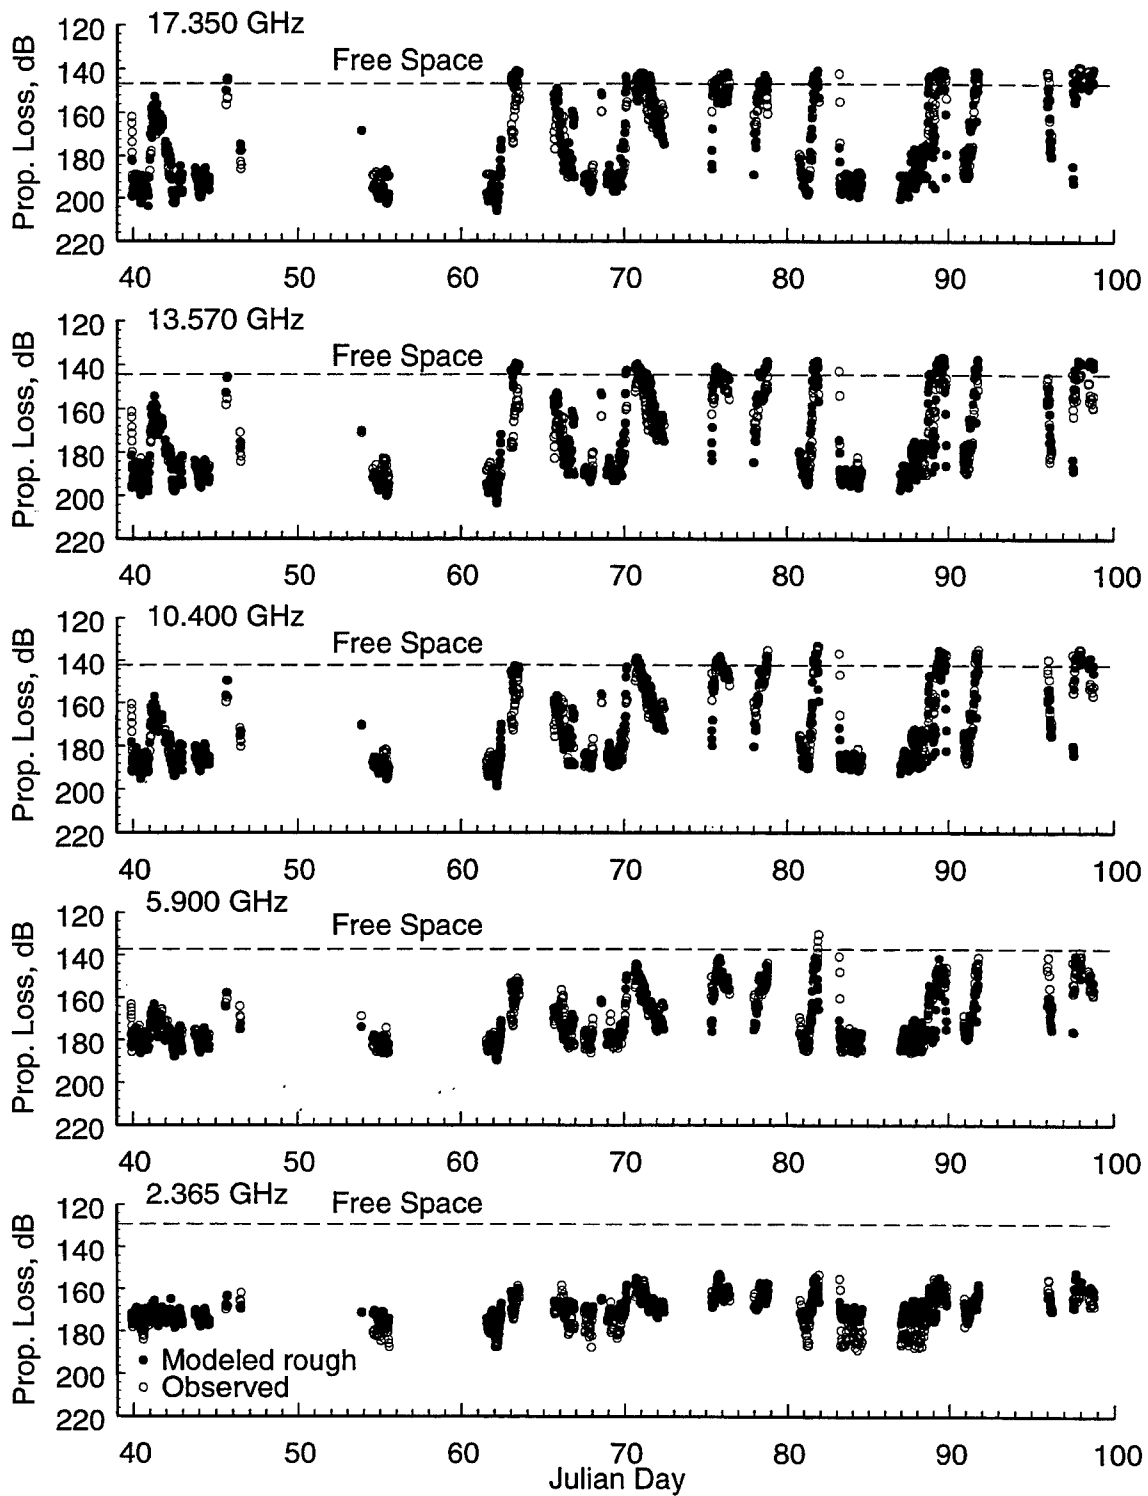 17.350 GHz
Free Space
Prop. Loss, dB
120
140
160
180
200
220
40 50 60 70 80 90 100
13.570 GHz
Free Space
Prop. Loss, dB
120
140
160
180
200
220
40 50 60 70 80 90 100
10.400 GHz
Free Space
Prop. Loss, dB
120
140
160
180
200
220
40 50 60 70 80 90 100
5.900 GHz
Free Space
Prop. Loss, dB
120
140
160
180
200
220
40 50 60 70 80 90 100
2.365 GHz
Free Space
Prop. Loss, dB
120
140
160
180
200
220
Modeled rough
Observed
40 50 60 70 80 90 100
Julian Day